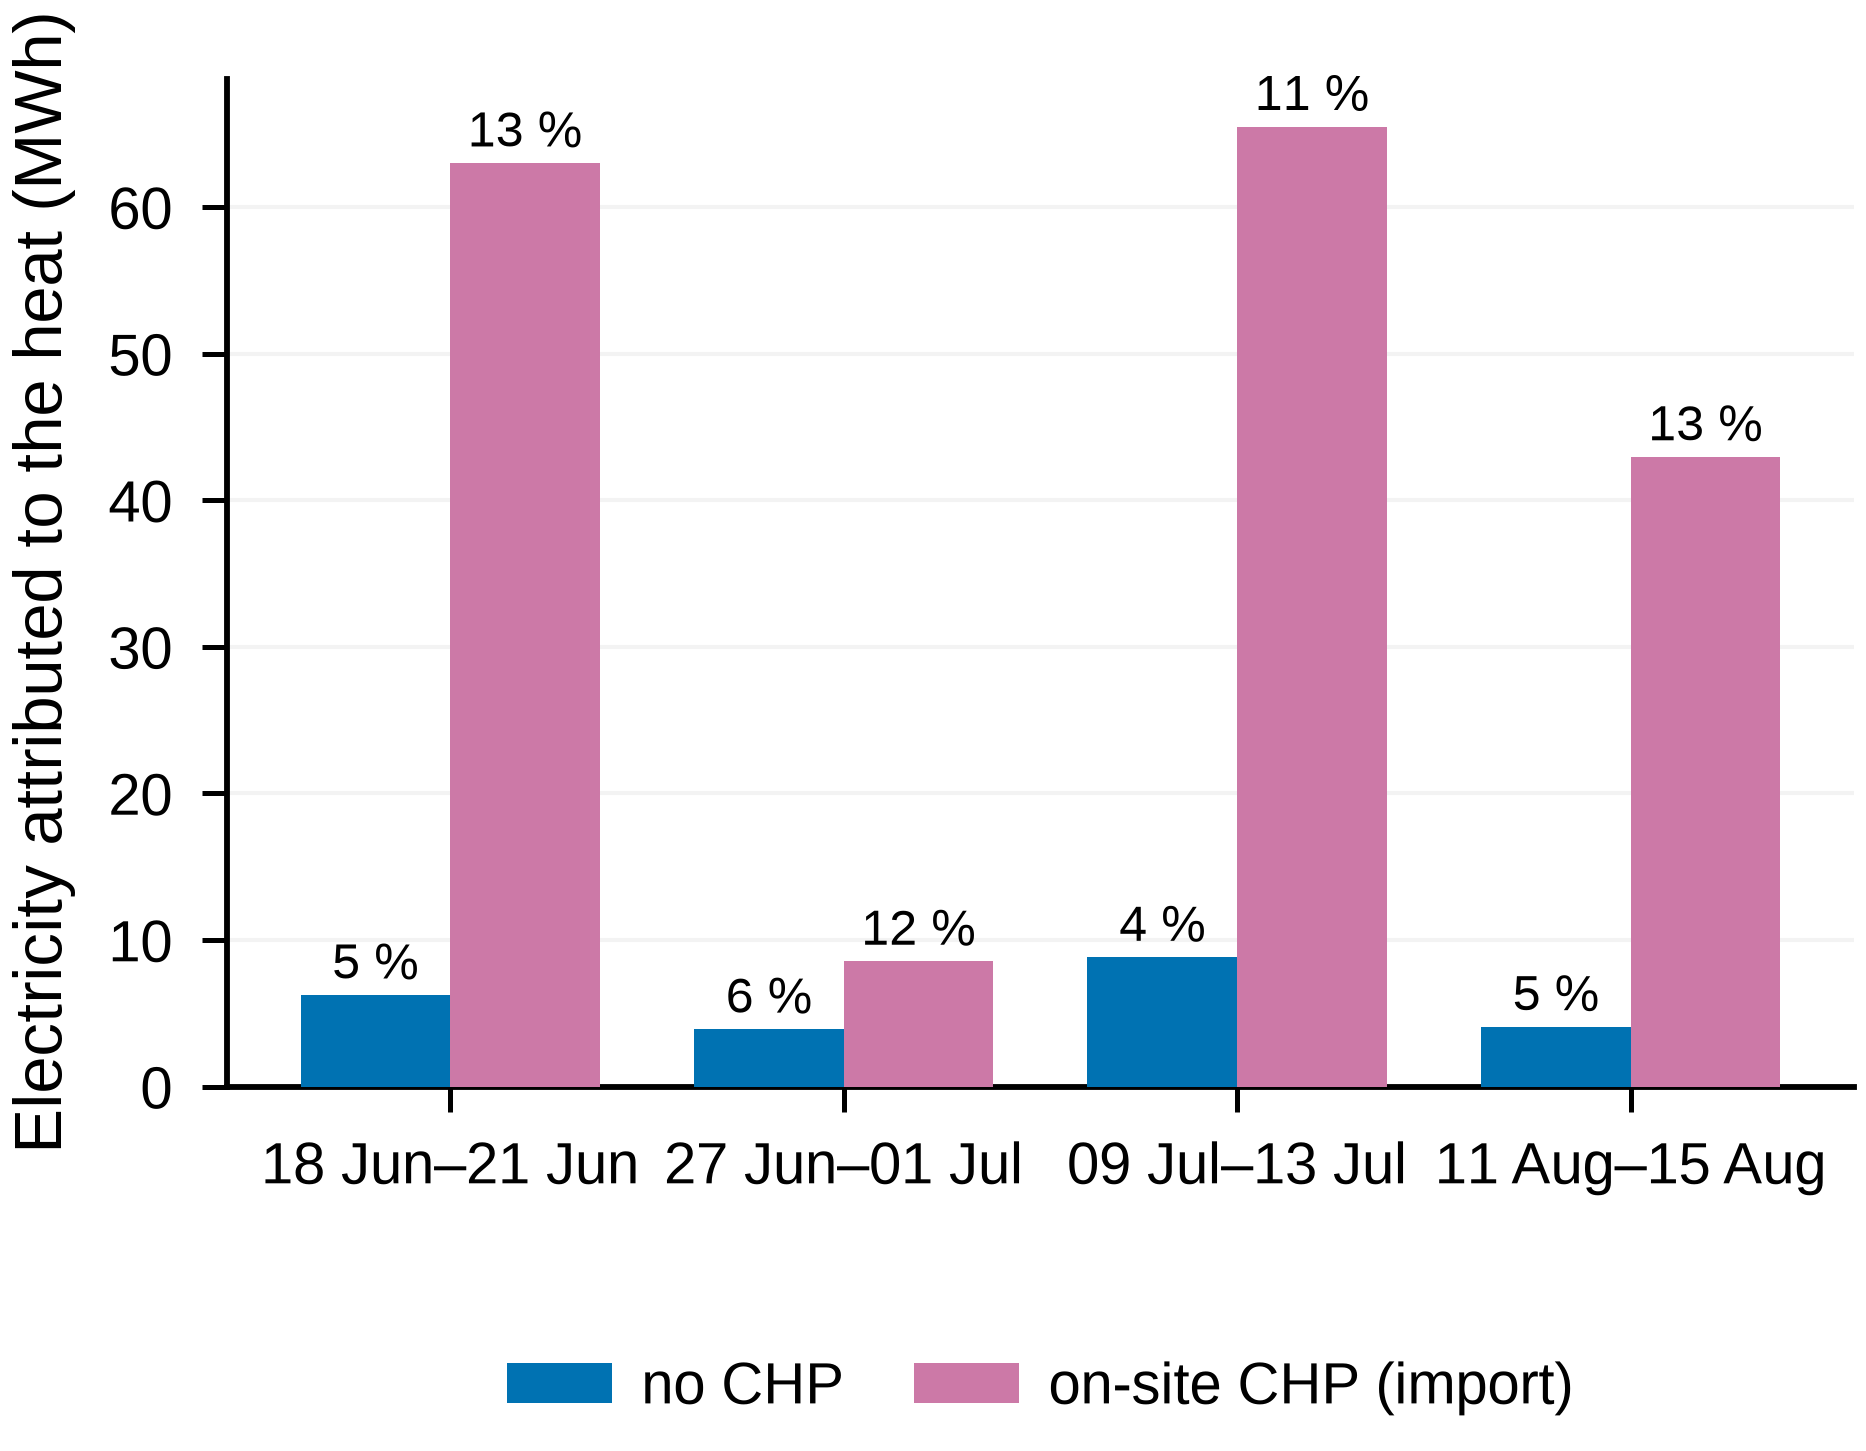 Electricity attributed to the heat (MWh)
60
50
40
30
20
10
0
13 %
11 %
13 %
5 %
12 %
6 %
4 %
5 %
18 Jun–21 Jun
27 Jun–01 Jul
09 Jul–13 Jul
11 Aug–15 Aug
no CHP
on-site CHP (import)